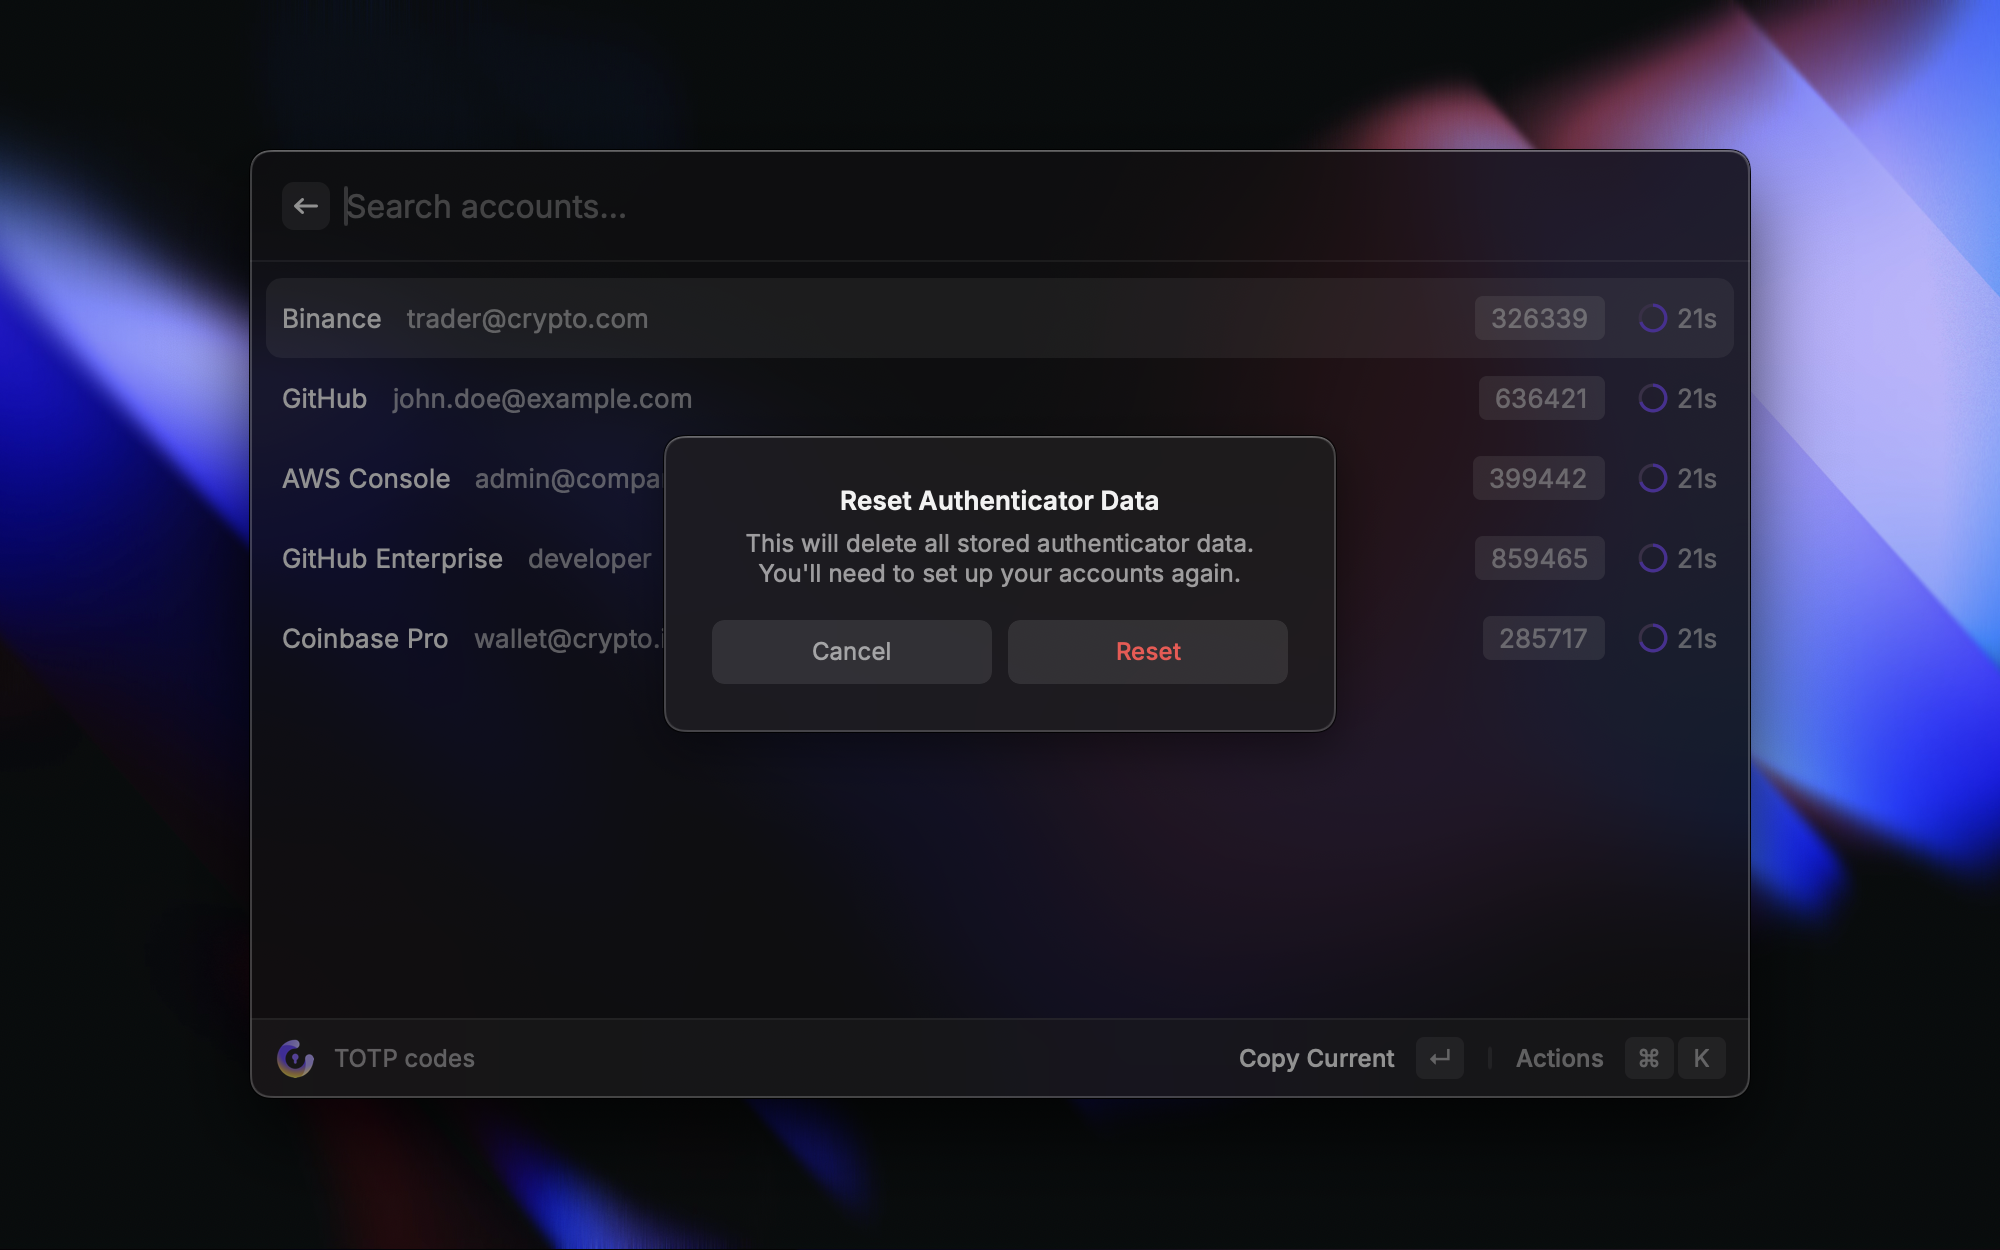 Search accounts...
Binance trader@crypto.com 326339 21s
GitHub john.doe@example.com 636421 21s
AWS Console admin@compa 399442 21s
GitHub Enterprise developer 859465 21s
Coinbase Pro wallet@crypto.i 285717 21s
Reset Authenticator Data
This will delete all stored authenticator data.
You'll need to set up your accounts again.
Cancel Reset
TOTP codes Copy Current ↵ Actions ⌘ K